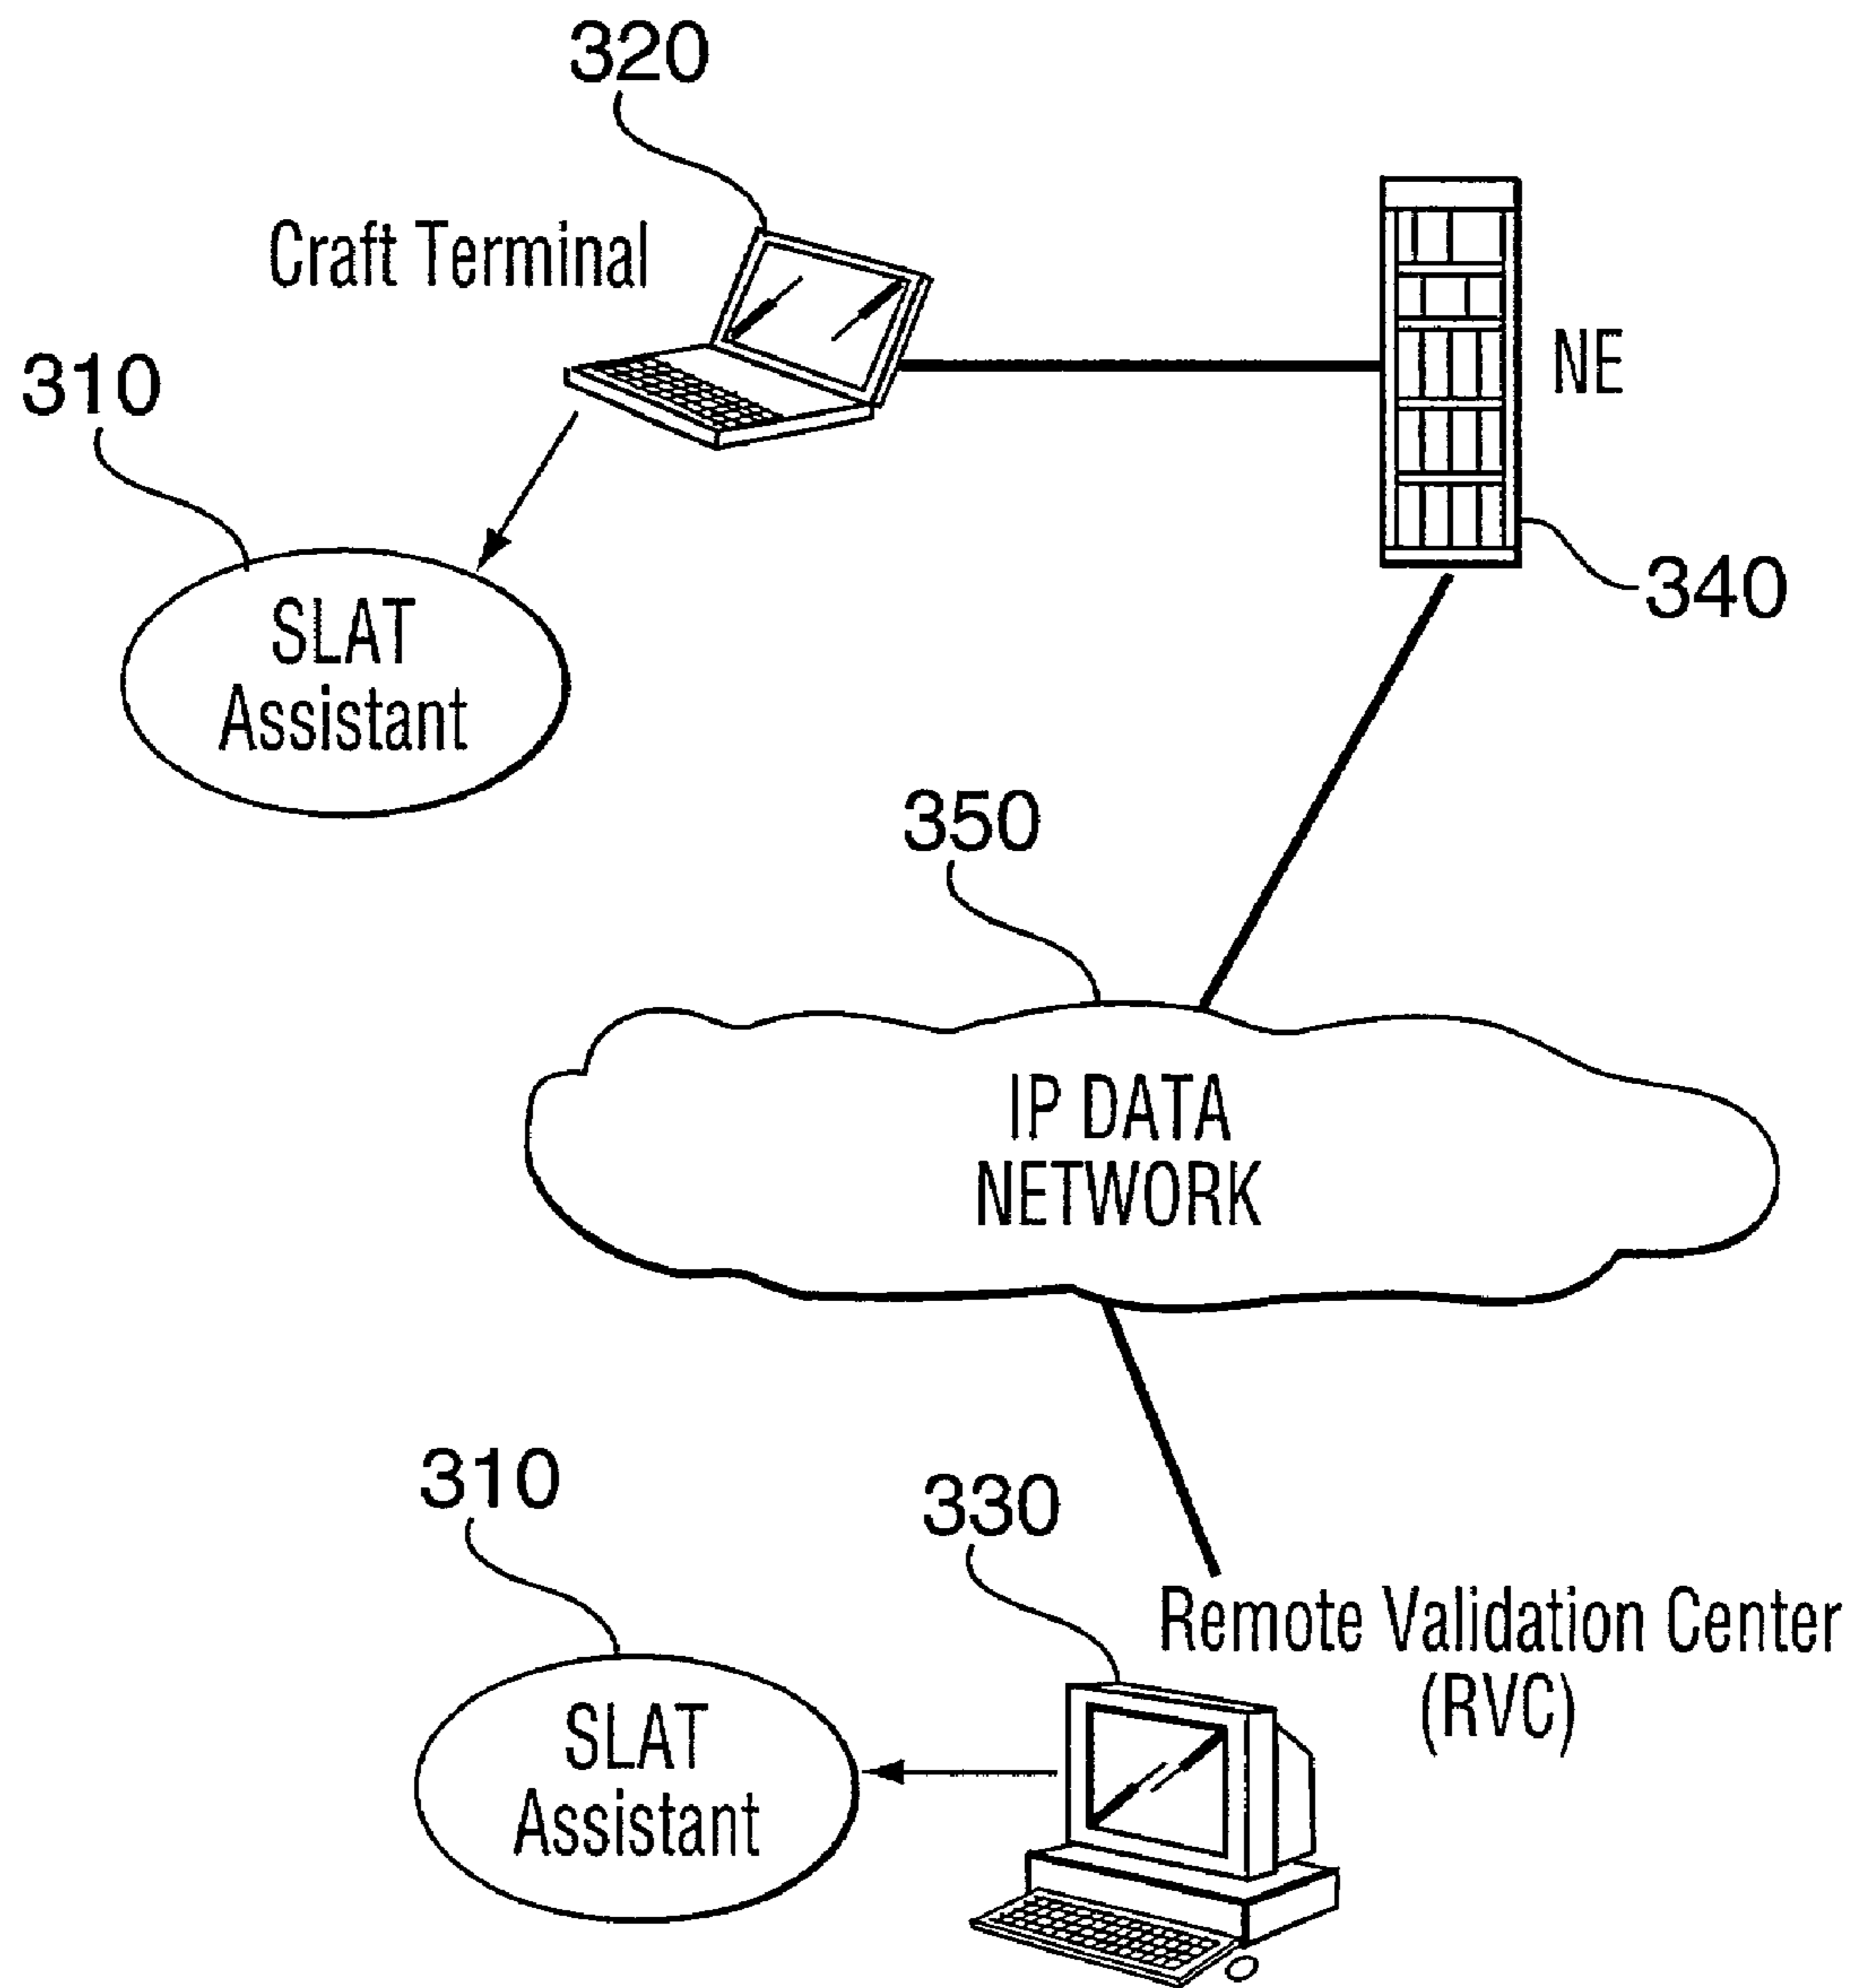 320
Craft Terminal
310
NE
SLAT
Assistant
340
350
IP DATA
NETWORK
310
330
Remote Validation Center
(RVC)
SLAT
Assistant